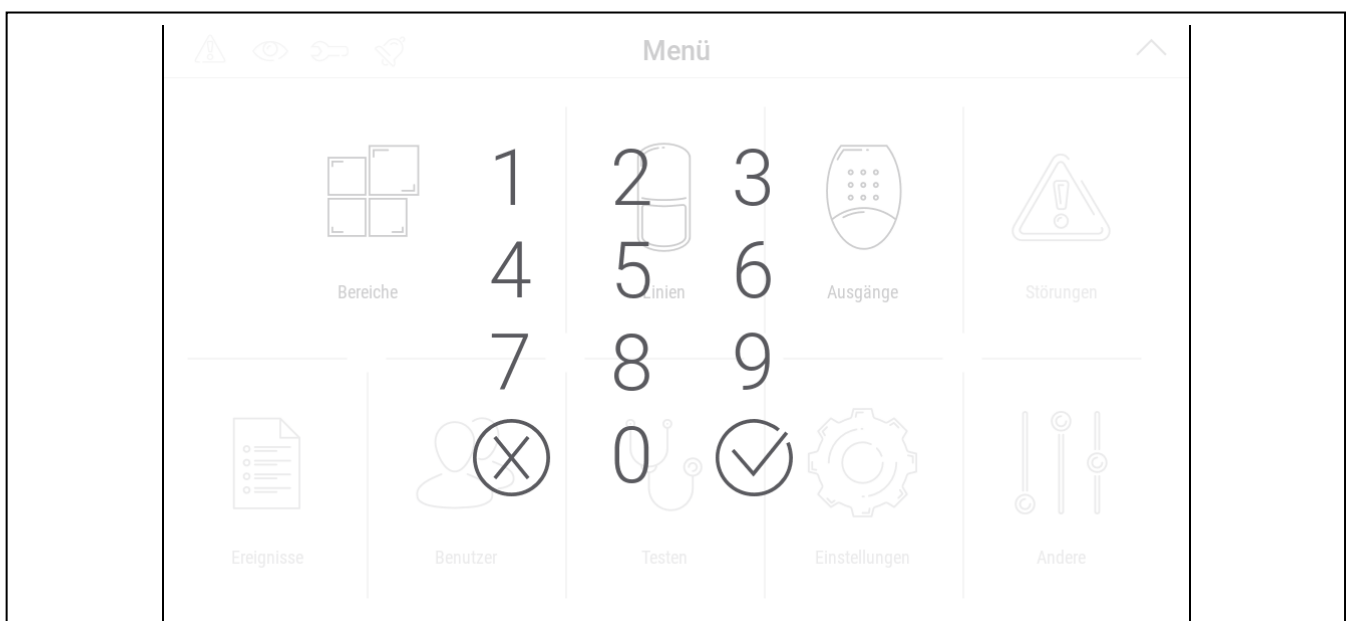 Menü
1 2 3
Bereiche Linien Ausgänge Störungen
4 5 6
7 8 9
0
Ereignisse Benutzer Testen Einstellungen Andere